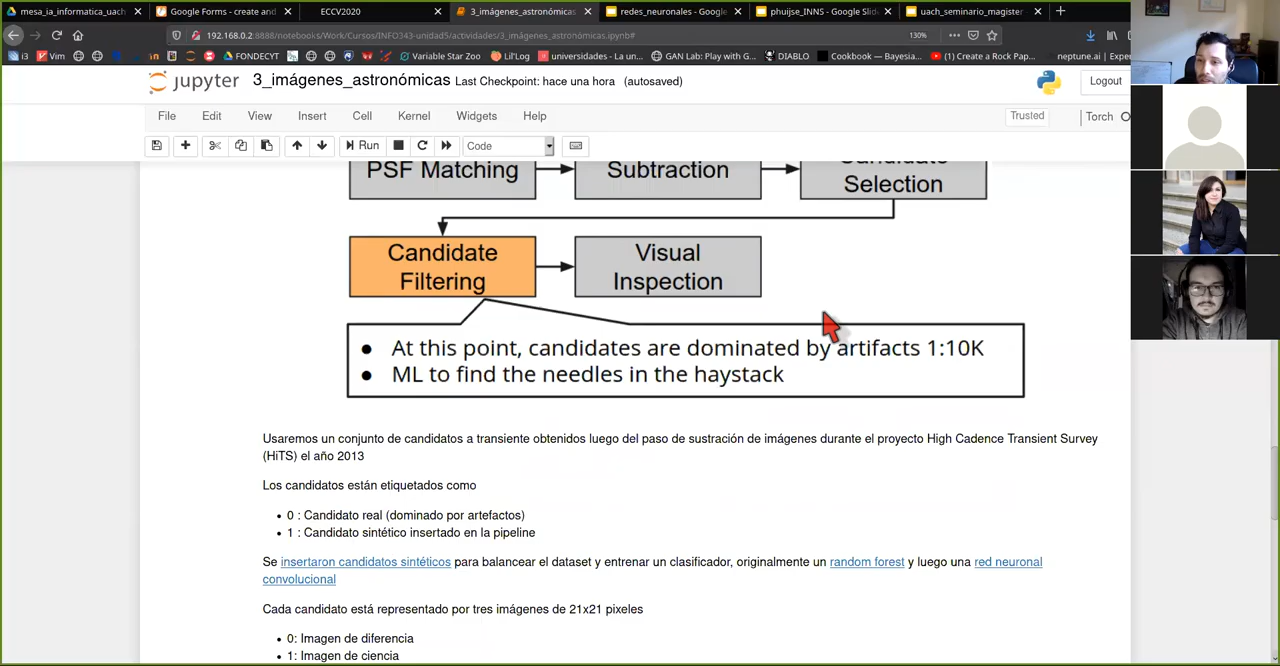 mesa_ia_informatica_uach
Google Forms - create and
ECCV2020
3_imágenes_astronómicas
redes_neuronales - Google
phuijse_INNS - Google Slide
uach_seminario_magister
192.168.0.2:8888/notebooks/Work/Cursos/INFO343-unidad5/actividades/3_imágenes_astronómicas.ipynb#
130%
i3
Vim
FONDECYT
Variable Star Zoo
Lil'Log
universidades - La un...
GAN Lab: Play with G...
DIABLO
Cookbook — Bayesia...
(1) Create a Rock Pap...
neptune.ai | Exper
jupyter 3_imágenes_astronómicas Last Checkpoint: hace una hora (autosaved)
Logout
File Edit View Insert Cell Kernel Widgets Help
Trusted
Torch
Run
Code
PSF Matching
Subtraction
Candidate
Selection
Candidate
Filtering
Visual
Inspection
● At this point, candidates are dominated by artifacts 1:10K
● ML to find the needles in the haystack
Usaremos un conjunto de candidatos a transiente obtenidos luego del paso de sustración de imágenes durante el proyecto High Cadence Transient Survey
(HiTS) el año 2013
Los candidatos están etiquetados como
• 0 : Candidato real (dominado por artefactos)
• 1 : Candidato sintético insertado en la pipeline
Se insertaron candidatos sintéticos para balancear el dataset y entrenar un clasificador, originalmente un random forest y luego una red neuronal
convolucional
Cada candidato está representado por tres imágenes de 21x21 pixeles
• 0: Imagen de diferencia
• 1: Imagen de ciencia